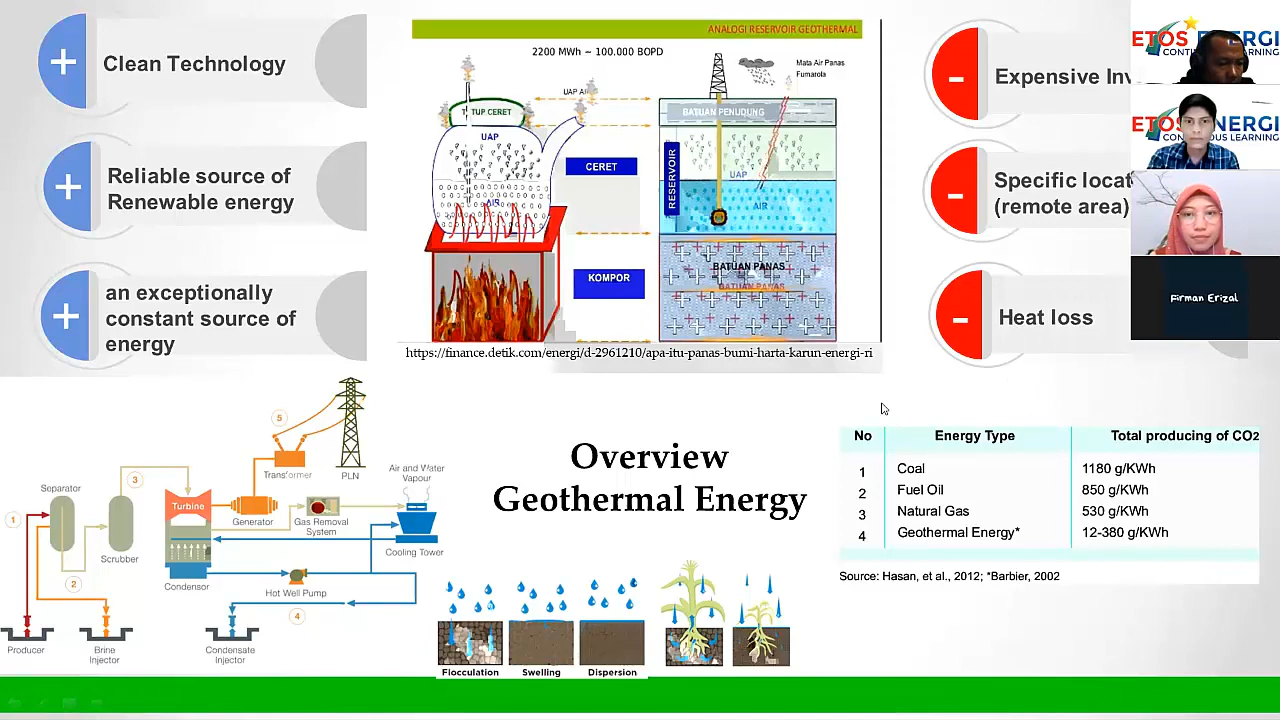 Clean Technology
Reliable source of
Renewable energy
an exceptionally
constant source of
energy
ANALOGI RESERVOIR GEOTHERMAL
2200 MWh ~ 100.000 BOPD
Mata Air Panas
Fumarola
UAP
TUTUP CERET
UAP
AIR
CERET
KOMPOR
BATUAN PENUDUNG
RESERVOIR
UAP
AIR
BATUAN PANAS
BATUAN PANAS
https://finance.detik.com/energi/d-2961210/apa-itu-panas-bumi-harta-karun-energi-ri
Expensive Inv
Specific locat
(remote area)
Heat loss
ETOS ENERGI
LEARNING
ETOS ENERGI
LEARNING
Firman Erizal
5
Transformer
PLN
Air and Water
Vapour
Separator
3
Turbine
1
Generator
Gas Removal
System
Scrubber
Cooling Tower
2
Condensor
Hot Well Pump
4
Producer
Brine
Injector
Condensate
Injector
Overview
Geothermal Energy
Flocculation
Swelling
Dispersion
No Energy Type Total producing of CO2
1 Coal 1180 g/KWh
2 Fuel Oil 850 g/KWh
3 Natural Gas 530 g/KWh
4 Geothermal Energy* 12-380 g/KWh
Source: Hasan, et al., 2012; *Barbier, 2002